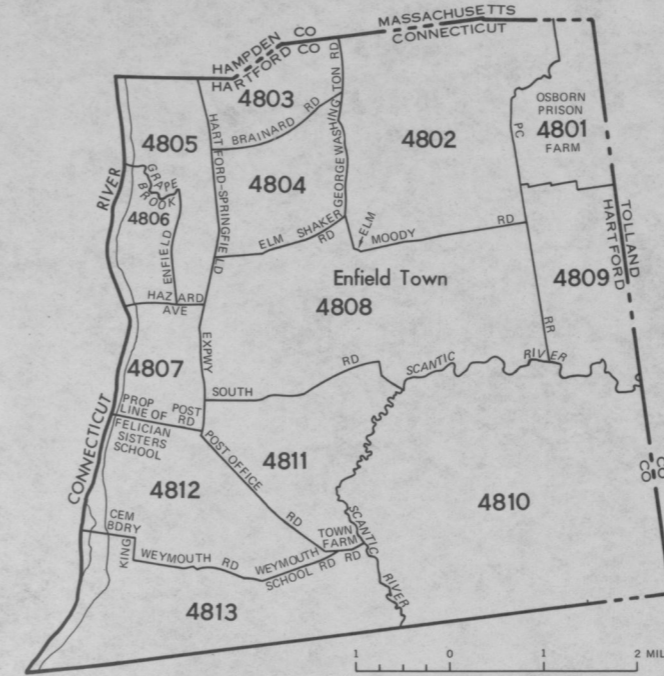 MASSACHUSETTS
CONNECTICUT
HAMPDEN CO
HARTFORD CO
4803
BRAINARD RD
HARTFORD-SPRINGFIELD
EXPWY
GEORGE WASHINGTON RD
4802
PC
RR
OSBORN
PRISON
4801
FARM
4805
4804
RIVER
GRAPE
BROOK
4806
ENFIELD
ELM
SHAKER
RD
ELM
MOODY
RD
TOLLAND
HARTFORD
CO
CO
4809
Enfield Town
4808
HAZARD
AVE
4807
SOUTH
RD
SCANTIC
RIVER
PROP
LINE OF
POST
RD
FELICIAN
SISTERS
SCHOOL
CONNECTICUT
4811
POST OFFICE
RD
4810
4812
CEM
BDRY
KING
WEYMOUTH RD
WEYMOUTH
SCHOOL RD
TOWN
FARM
RD
SCANTIC
RIVER
4813
1
0
1
2 MIL